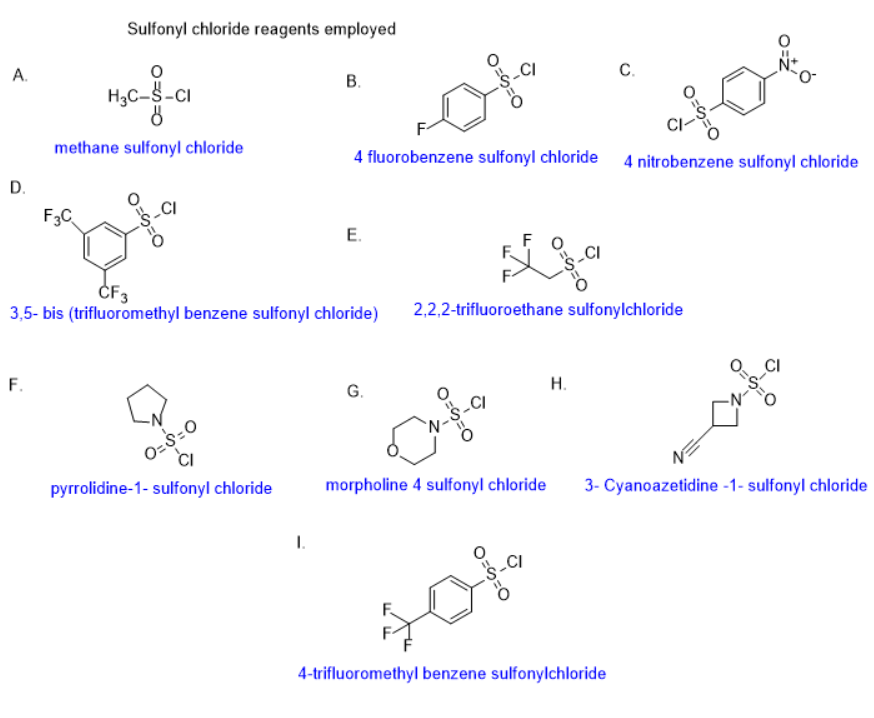 Sulfonyl chloride reagents employed
A.
O
H3C-S-Cl
O
methane sulfonyl chloride
B.
O
S Cl
O
F
4 fluorobenzene sulfonyl chloride
C.
O
N+
O-
O
S
Cl O
4 nitrobenzene sulfonyl chloride
D.
F3C
O
S Cl
O
CF3
3,5- bis (trifluoromethyl benzene sulfonyl chloride)
E.
F
F
F
O
S Cl
O
2,2,2-trifluoroethane sulfonylchloride
F.
N
O S O
Cl
pyrrolidine-1- sulfonyl chloride
G.
O
S Cl
N
O
O
morpholine 4 sulfonyl chloride
H.
O Cl
S
N O
N
3- Cyanoazetidine -1- sulfonyl chloride
I.
O
S Cl
O
F
F
F
4-trifluoromethyl benzene sulfonylchloride